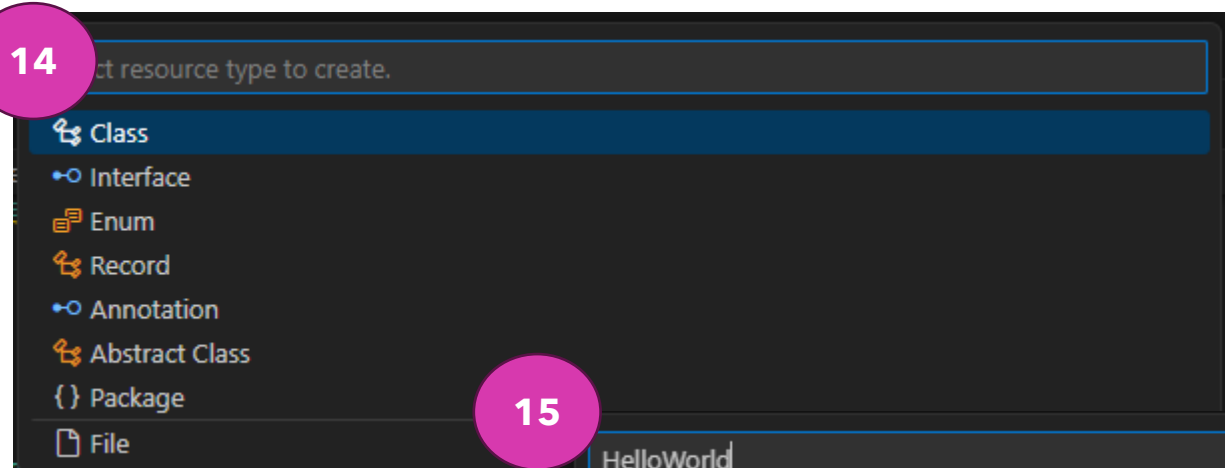 14
ct resource type to create.
Class
Interface
Enum
Record
Annotation
Abstract Class
{ } Package
15
File
HelloWorld